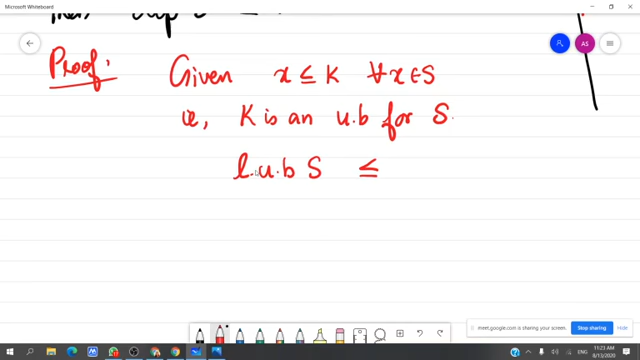 Microsoft Whiteboard
Proof: Given x ≤ K ∀ x ∈ S
ie, K is an u.b for S.
l.u.b S ≤
AS
meet.google.com is sharing your screen. Stop sharing Hide
ENG 11:23 AM 8/13/2020